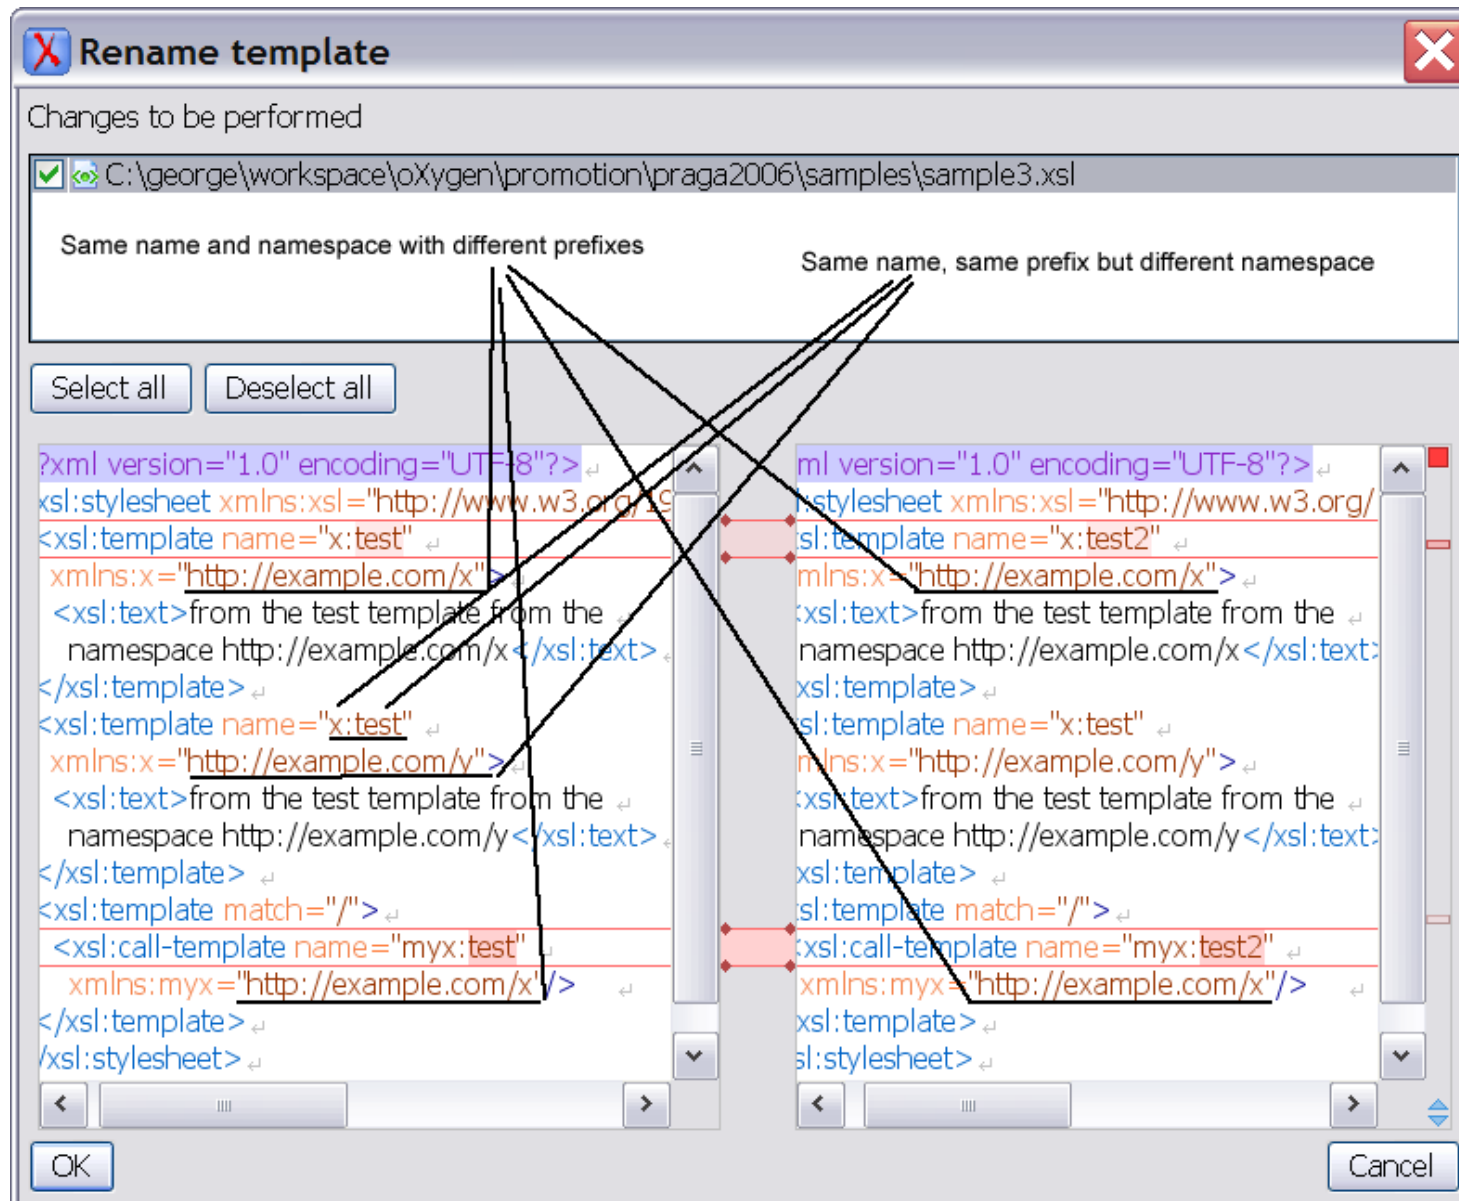 Rename template
Changes to be performed
C:\george\workspace\oXygen\promotion\praga2006\samples\sample3.xsl
Same name and namespace with different prefixes
Same name, same prefix but different namespace
Select all
Deselect all
?xml version="1.0" encoding="UTF-8"?>
xsl:stylesheet xmlns:xsl="http://www.w3.org/19
<xsl:template name="x:test"
xmlns:x="http://example.com/x">
<xsl:text>from the test template from the
namespace http://example.com/x</xsl:text>
</xsl:template>
<xsl:template name="x:test"
xmlns:x="http://example.com/y">
<xsl:text>from the test template from the
namespace http://example.com/y</xsl:text>
</xsl:template>
<xsl:template match="/">
<xsl:call-template name="myx:test"
xmlns:myx="http://example.com/x"/>
</xsl:template>
/xsl:stylesheet>
ml version="1.0" encoding="UTF-8"?>
l:stylesheet xmlns:xsl="http://www.w3.org/
sl:template name="x:test2"
mlns:x="http://example.com/x">
<xsl:text>from the test template from the
namespace http://example.com/x</xsl:text>
xsl:template>
sl:template name="x:test"
mlns:x="http://example.com/y">
<xsl:text>from the test template from the
namespace http://example.com/y</xsl:text>
xsl:template>
sl:template match="/">
<xsl:call-template name="myx:test2"
xmlns:myx="http://example.com/x"/>
xsl:template>
sl:stylesheet>
OK
Cancel